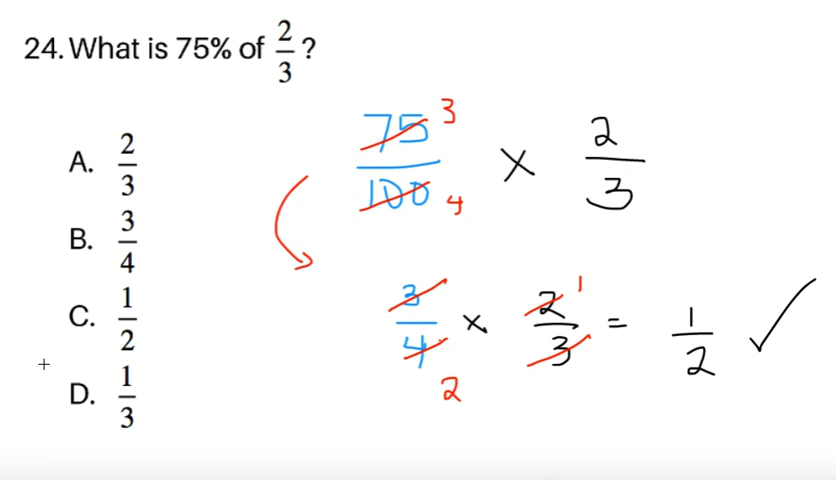 24. What is 75% of 2/3 ?
A. 2/3
B. 3/4
C. 1/2
D. 1/3
75 3
100 4
× 2/3
3/4 × 2/3 = 1/2 ✓
1
2